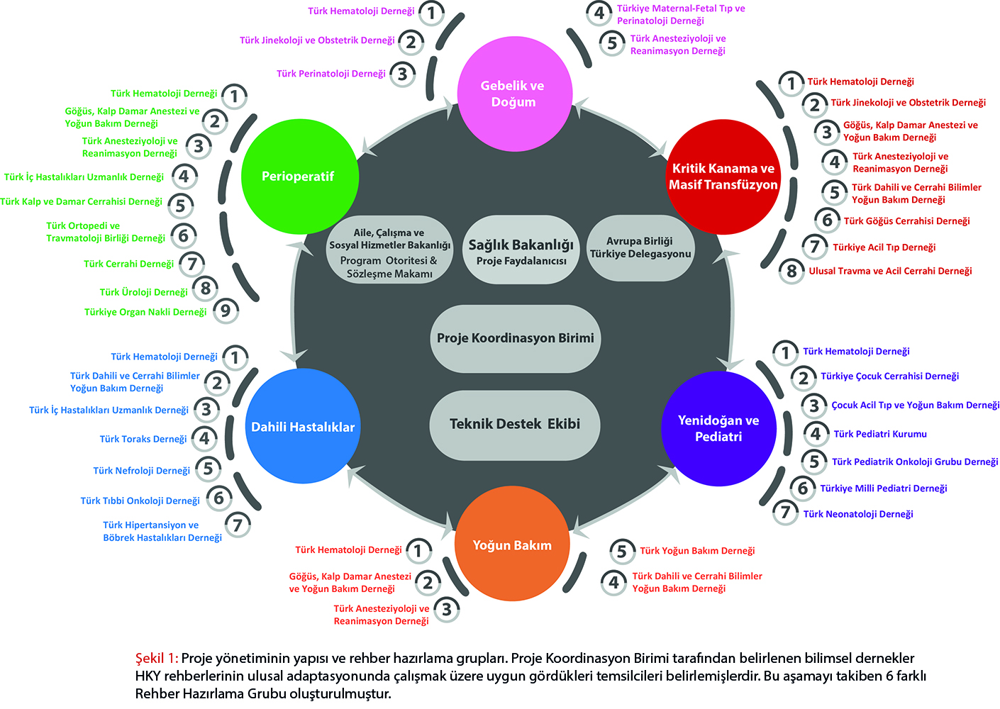 Türk Hematoloji Derneği
1
Türk Jinekoloji ve Obstetrik Derneği
2
Türk Perinatoloji Derneği
3
4
Türkiye Maternal-Fetal Tıp ve
Perinatoloji Derneği
5
Türk Anesteziyoloji ve
Reanimasyon Derneği
Gebelik ve
Doğum
Türk Hematoloji Derneği
1
Göğüs, Kalp Damar Anestezi ve
Yoğun Bakım Derneği
2
Türk Anesteziyoloji ve
Reanimasyon Derneği
3
Türk İç Hastalıkları Uzmanlık Derneği
4
Türk Kalp ve Damar Cerrahisi Derneği
5
Türk Ortopedi ve
Travmatoloji Birliği Derneği
6
Türk Cerrahi Derneği
7
Türk Üroloji Derneği
8
Türkiye Organ Nakli Derneği
9
Perioperatif
1
Türk Hematoloji Derneği
2
Türk Jinekoloji ve Obstetrik Derneği
3
Göğüs, Kalp Damar Anestezi ve
Yoğun Bakım Derneği
4
Türk Anesteziyoloji ve
Reanimasyon Derneği
5
Türk Dahili ve Cerrahi Bilimler
Yoğun Bakım Derneği
6
Türk Göğüs Cerrahisi Derneği
7
Türkiye Acil Tıp Derneği
8
Ulusal Travma ve Acil Cerrahi Derneği
Kritik Kanama ve
Masif Transfüzyon
Aile, Çalışma ve
Sosyal Hizmetler Bakanlığı
Program Otoritesi &
Sözleşme Makamı
Sağlık Bakanlığı
Proje Faydalanıcısı
Avrupa Birliği
Türkiye Delegasyonu
Proje Koordinasyon Birimi
Teknik Destek Ekibi
Türk Hematoloji Derneği
1
Türk Dahili ve Cerrahi Bilimler
Yoğun Bakım Derneği
2
Türk İç Hastalıkları Uzmanlık Derneği
3
Türk Toraks Derneği
4
Türk Nefroloji Derneği
5
Türk Tıbbi Onkoloji Derneği
6
Türk Hipertansiyon ve
Böbrek Hastalıkları Derneği
7
Dahili Hastalıklar
1
Türk Hematoloji Derneği
2
Türkiye Çocuk Cerrahisi Derneği
3
Çocuk Acil Tıp ve Yoğun Bakım Derneği
4
Türk Pediatri Kurumu
5
Türk Pediatrik Onkoloji Grubu Derneği
6
Türkiye Milli Pediatri Derneği
7
Türk Neonatoloji Derneği
Yenidoğan ve
Pediatri
Yoğun Bakım
Türk Hematoloji Derneği
1
Göğüs, Kalp Damar Anestezi
ve Yoğun Bakım Derneği
2
Türk Anesteziyoloji ve
Reanimasyon Derneği
3
5
Türk Yoğun Bakım Derneği
4
Türk Dahili ve Cerrahi Bilimler
Yoğun Bakım Derneği
Şekil 1: Proje yönetiminin yapısı ve rehber hazırlama grupları. Proje Koordinasyon Birimi tarafından belirlenen bilimsel dernekler
HKY rehberlerinin ulusal adaptasyonunda çalışmak üzere uygun gördükleri temsilcileri belirlemişlerdir. Bu aşamayı takiben 6 farklı
Rehber Hazırlama Grubu oluşturulmuştur.